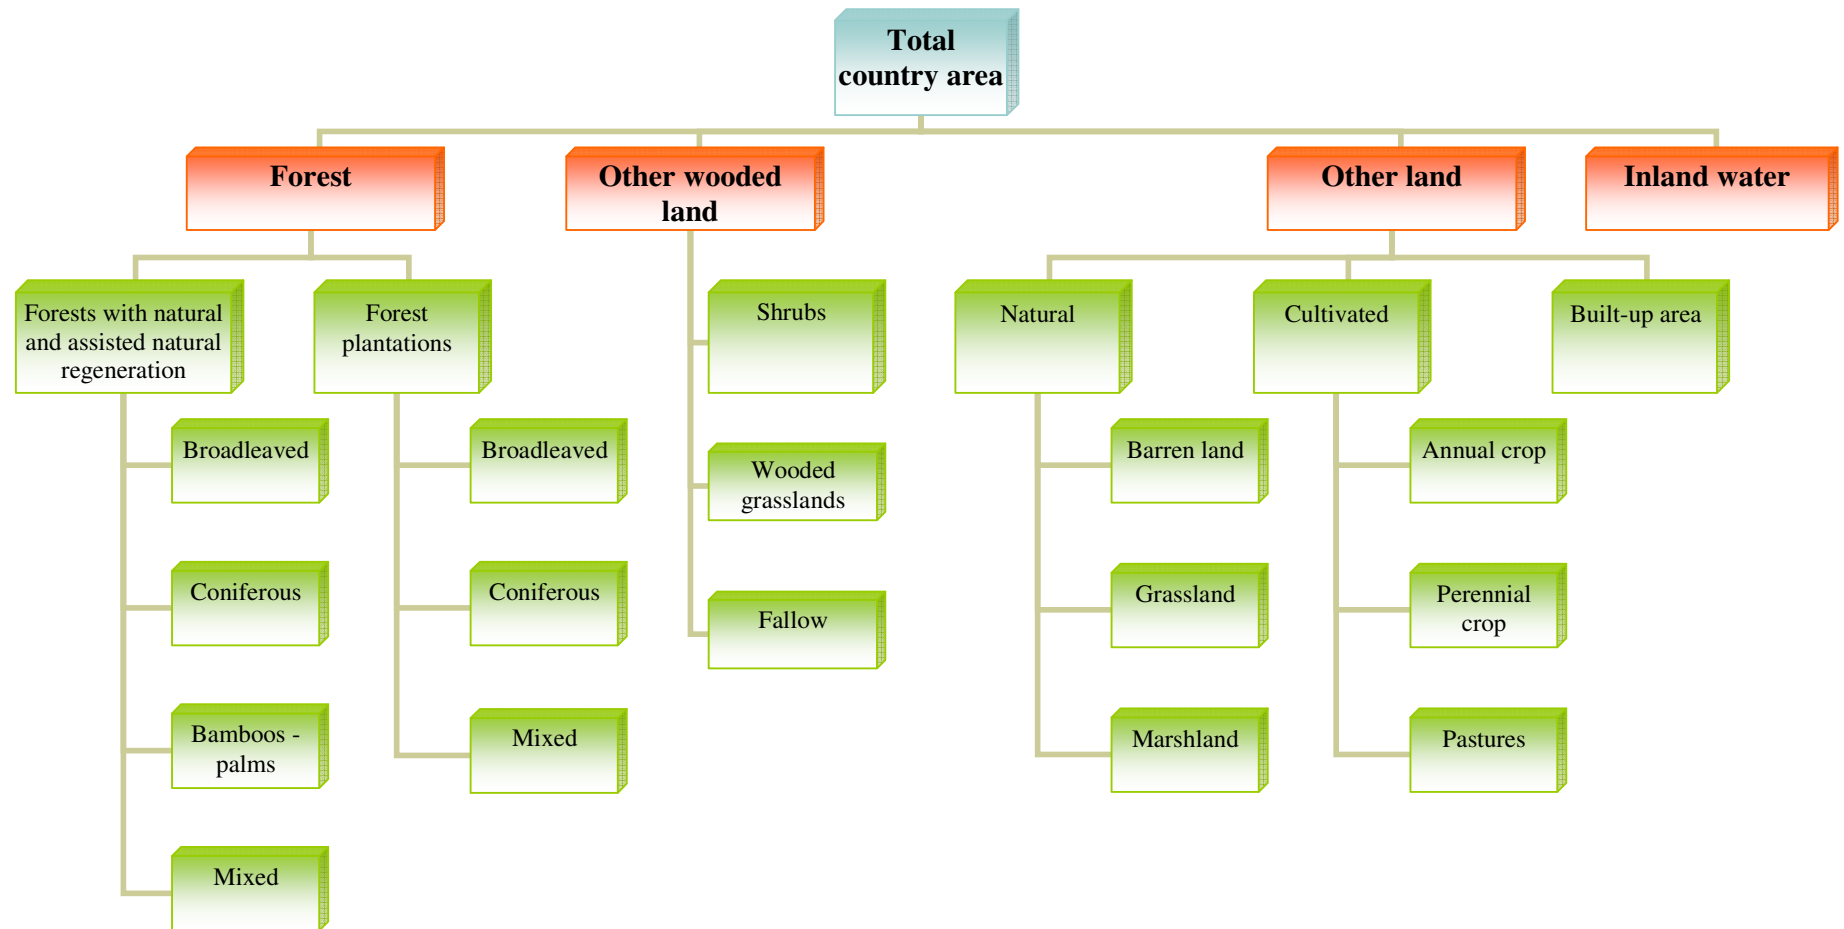 Total
country area
Forest
Other wooded
land
Other land
Inland water
Forests with natural
and assisted natural
regeneration
Forest
plantations
Shrubs
Natural
Cultivated
Built-up area
Broadleaved
Broadleaved
Wooded
grasslands
Barren land
Annual crop
Coniferous
Coniferous
Fallow
Grassland
Perennial
crop
Bamboos -
palms
Mixed
Marshland
Pastures
Mixed